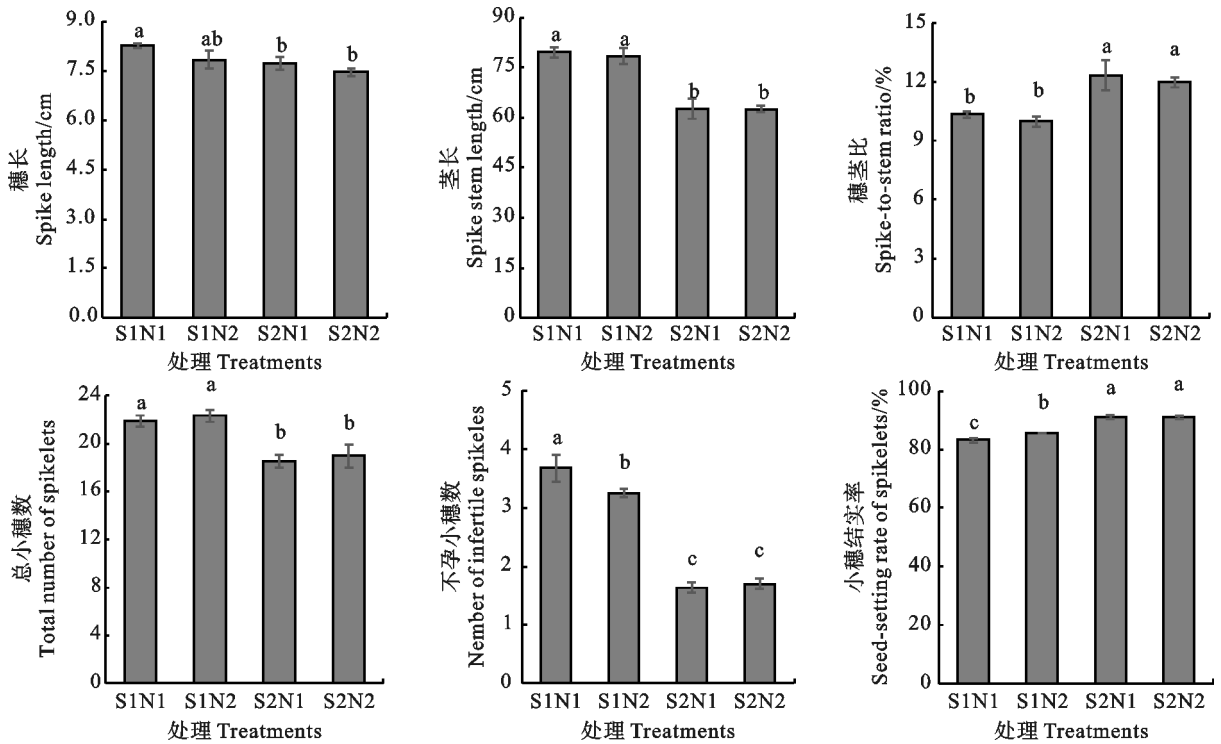 穗长
Spike length/cm
9.0
7.5
6.0
4.5
3.0
1.5
0.0
a
ab
b
b
S1N1 S1N2 S2N1 S2N2
处理 Treatments
茎长
Spike stem length/cm
90
75
60
45
30
15
0
a
a
b
b
S1N1 S1N2 S2N1 S2N2
处理 Treatments
穗茎比
Spike-to-stem ratio/%
15
12
9
6
3
0
b
b
a
a
S1N1 S1N2 S2N1 S2N2
处理 Treatments
总小穗数
Total number of spikelets
24
20
16
12
8
4
0
a
a
b
b
S1N1 S1N2 S2N1 S2N2
处理 Treatments
不孕小穗数
Nember of infertile spikeles
5
4
3
2
1
0
a
b
c
c
S1N1 S1N2 S2N1 S2N2
处理 Treatments
小穗结实率
Seed-setting rate of spikelets/%
100
80
60
40
20
0
c
b
a
a
S1N1 S1N2 S2N1 S2N2
处理 Treatments